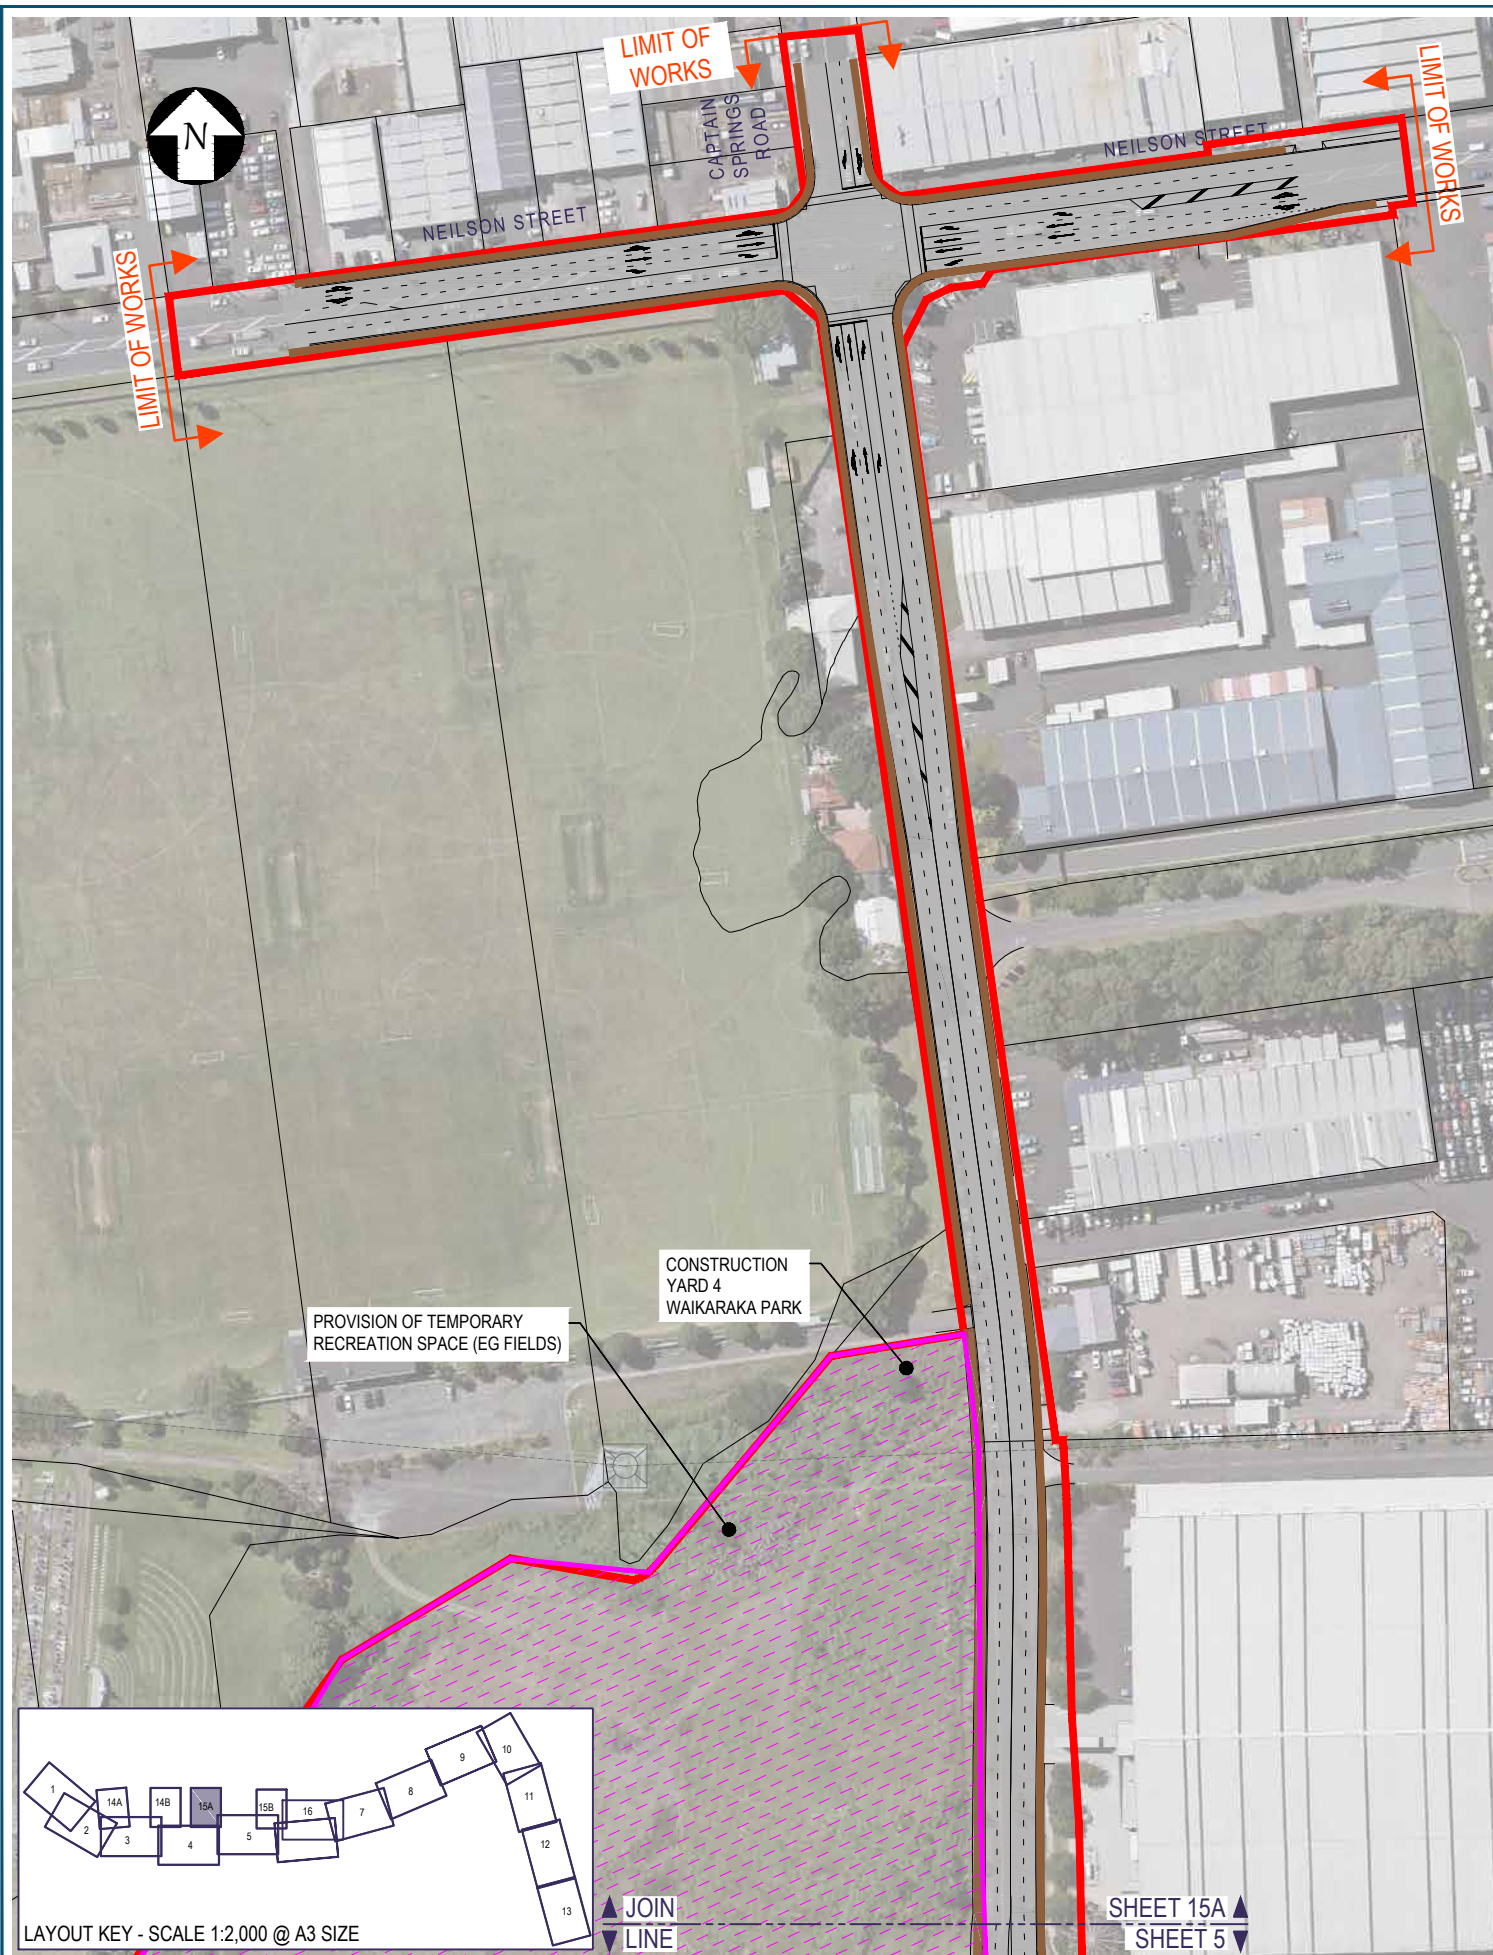 LIMIT OF
WORKS
CAPTAIN
SPRINGS
ROAD
NEILSON STREET
LIMIT OF WORKS
N
NEILSON STREET
LIMIT OF WORKS
CONSTRUCTION
YARD 4
WAIKARAKA PARK
PROVISION OF TEMPORARY
RECREATION SPACE (EG FIELDS)
1
2
14A
3
14B
4
15A
5
15B
16
7
8
9
10
11
12
13
LAYOUT KEY - SCALE 1:2,000 @ A3 SIZE
JOIN
LINE
SHEET 15A
SHEET 5